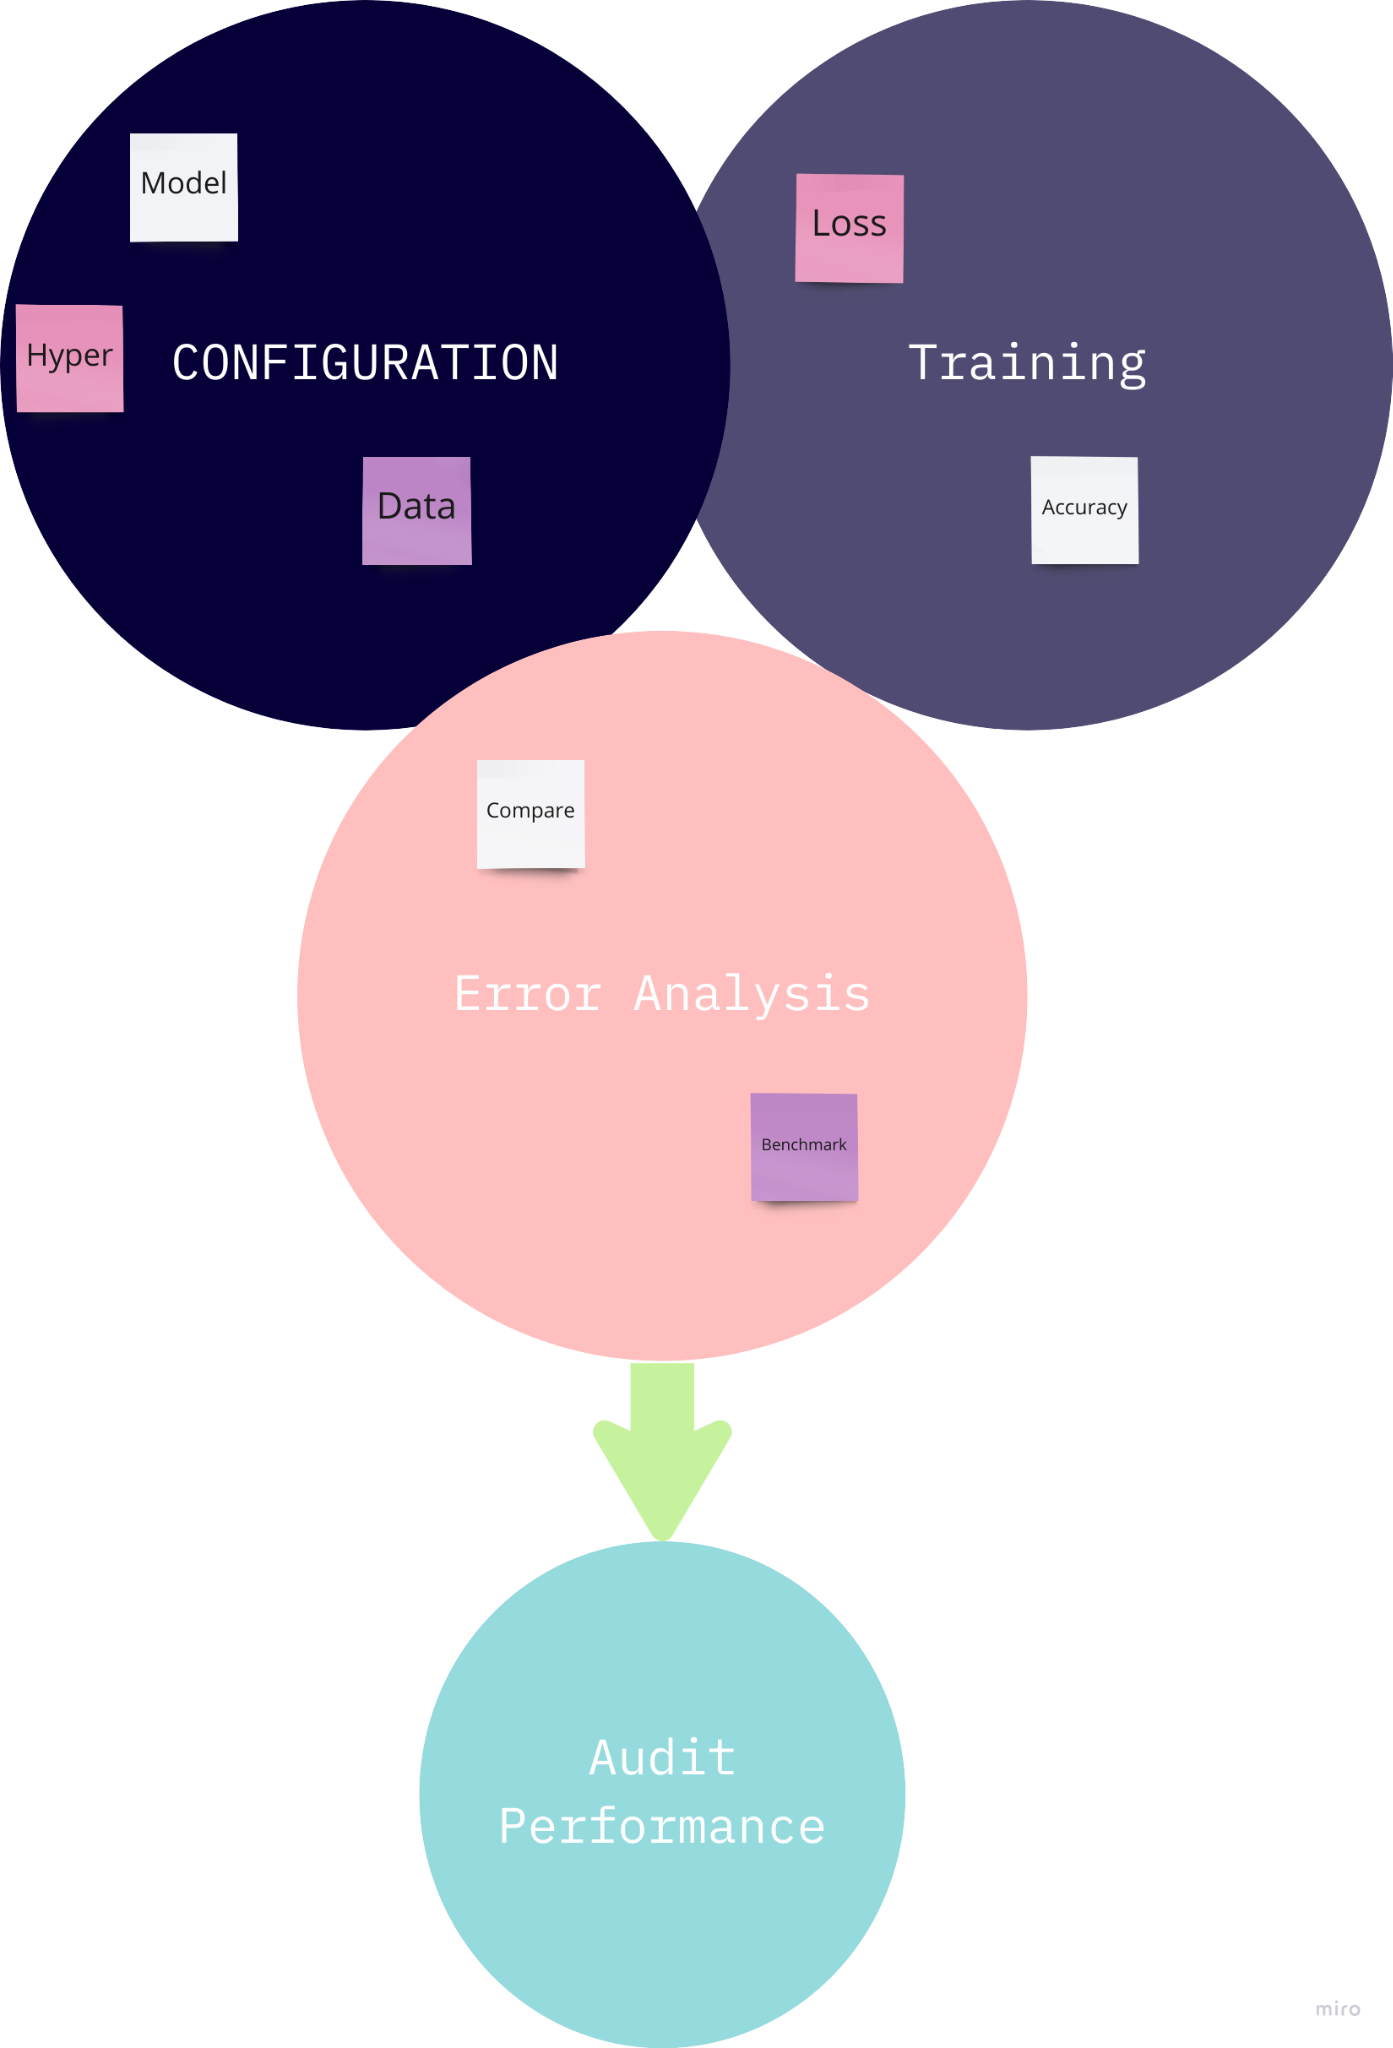 Model
Loss
Hyper
CONFIGURATION
Training
Data
Accuracy
Compare
Error Analysis
Benchmark
Audit
Performance
miro